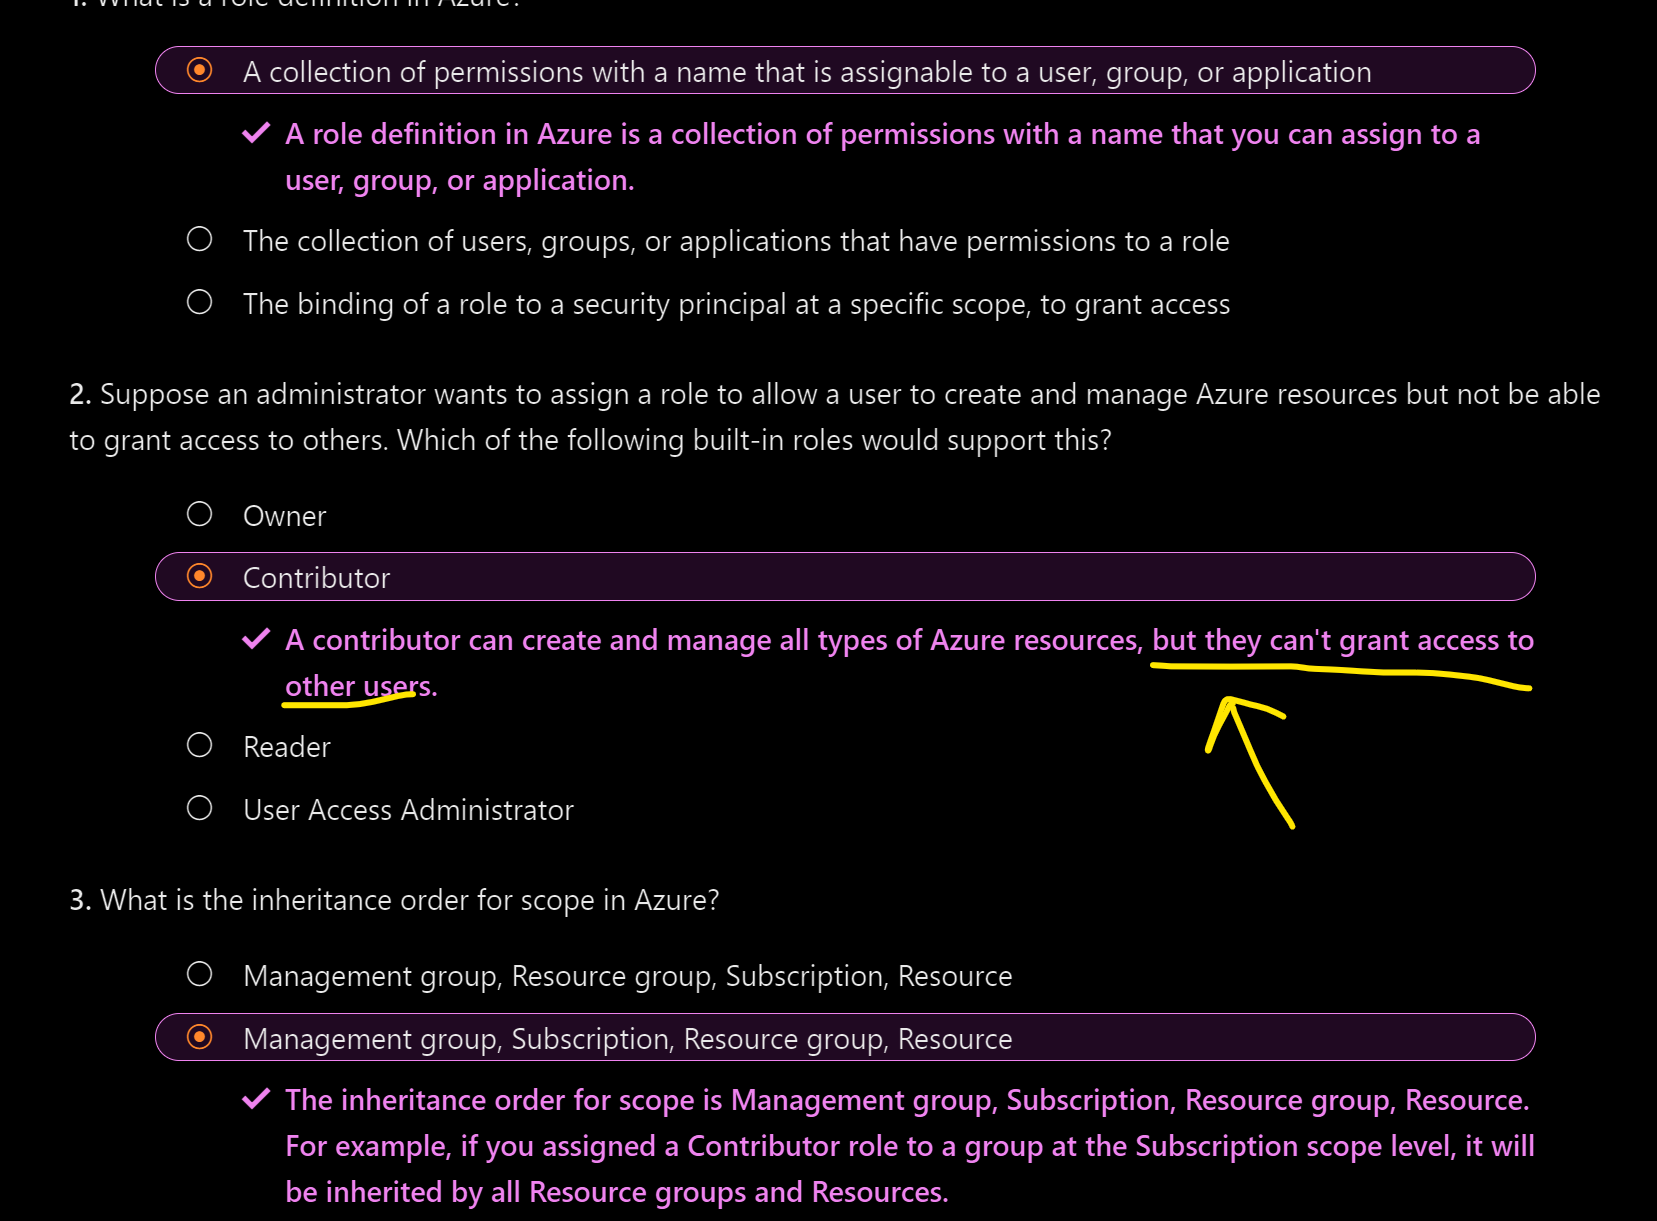 1. What is a role definition in Azure?
A collection of permissions with a name that is assignable to a user, group, or application
A role definition in Azure is a collection of permissions with a name that you can assign to a
user, group, or application.
The collection of users, groups, or applications that have permissions to a role
The binding of a role to a security principal at a specific scope, to grant access
2. Suppose an administrator wants to assign a role to allow a user to create and manage Azure resources but not be able
to grant access to others. Which of the following built-in roles would support this?
Owner
Contributor
A contributor can create and manage all types of Azure resources, but they can't grant access to
other users.
Reader
User Access Administrator
3. What is the inheritance order for scope in Azure?
Management group, Resource group, Subscription, Resource
Management group, Subscription, Resource group, Resource
The inheritance order for scope is Management group, Subscription, Resource group, Resource.
For example, if you assigned a Contributor role to a group at the Subscription scope level, it will
be inherited by all Resource groups and Resources.